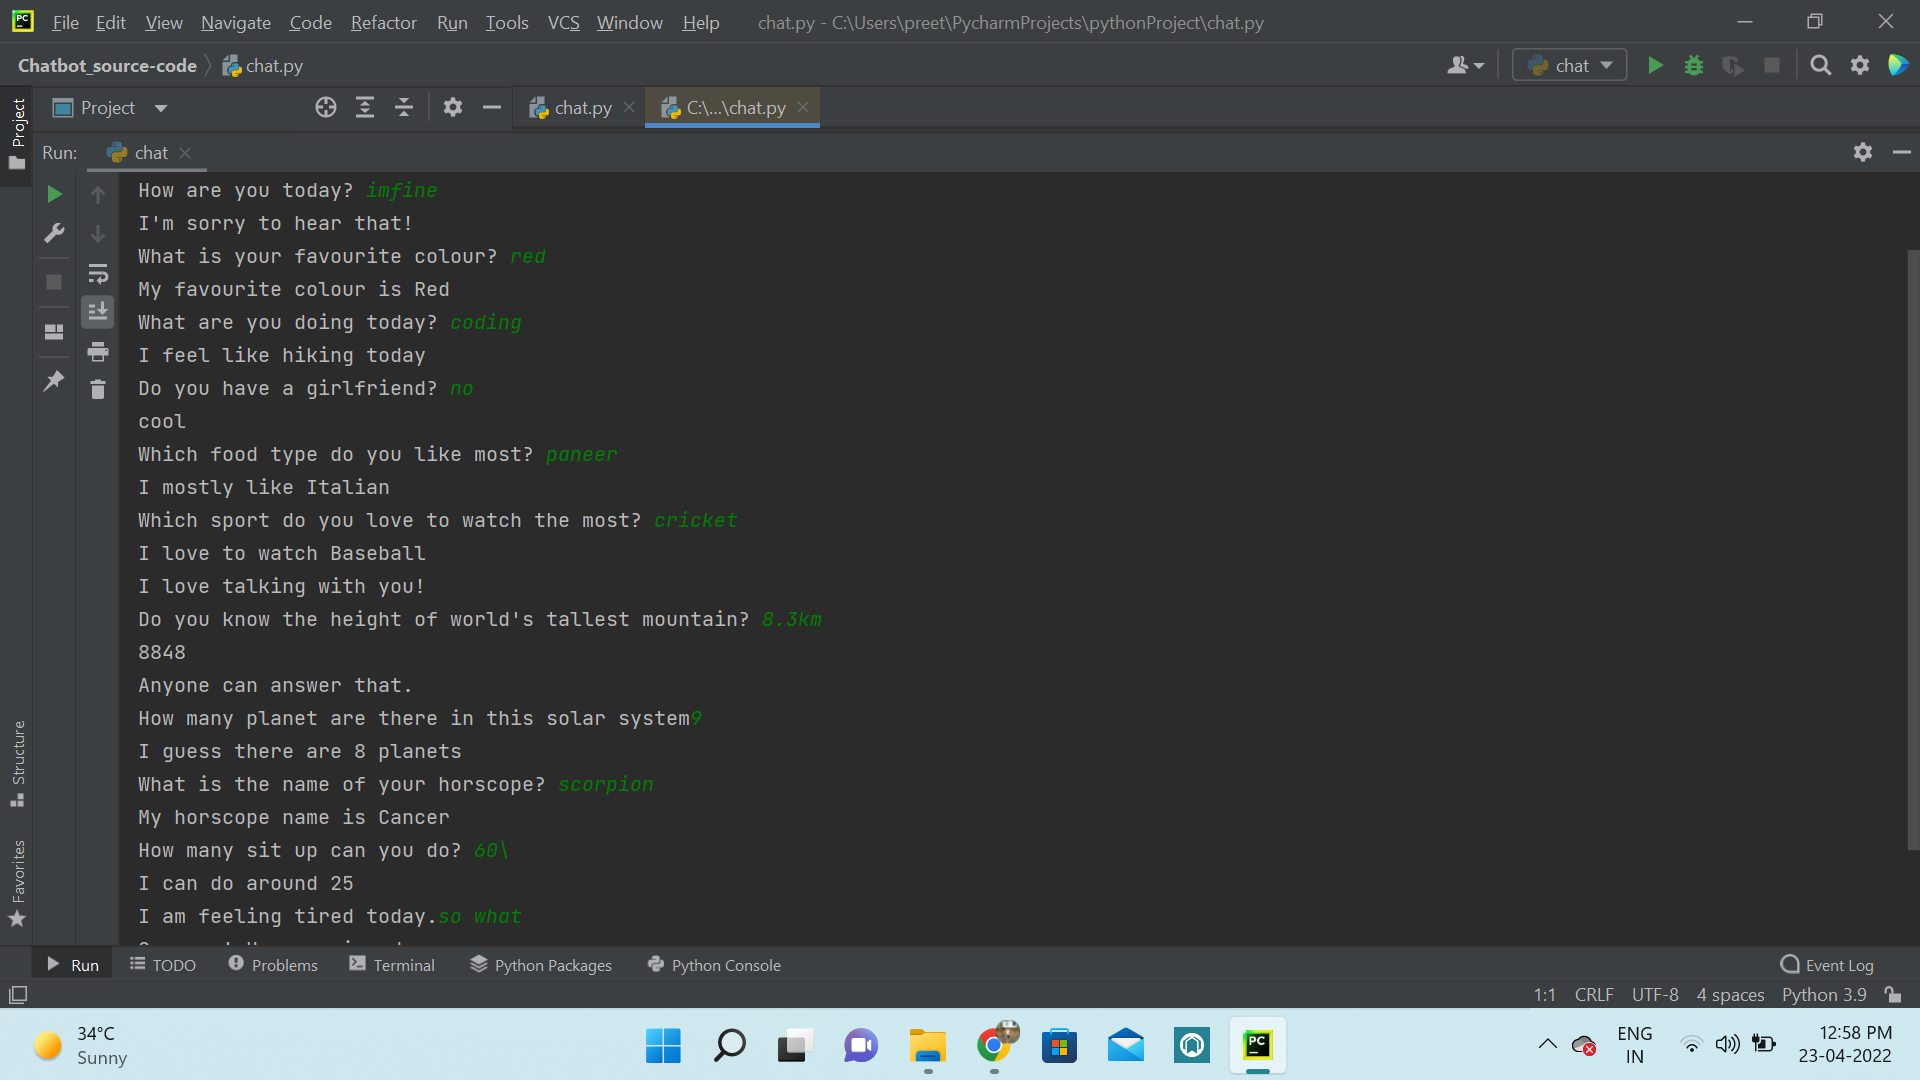 PC File Edit View Navigate Code Refactor Run Tools VCS Window Help chat.py - C:\Users\preet\PycharmProjects\pythonProject\chat.py
Chatbot_source-code chat.py chat
Project chat.py C:\...\chat.py
Project
Run: chat
How are you today? imfine
I'm sorry to hear that!
What is your favourite colour? red
My favourite colour is Red
What are you doing today? coding
I feel like hiking today
Do you have a girlfriend? no
cool
Which food type do you like most? paneer
I mostly like Italian
Which sport do you love to watch the most? cricket
I love to watch Baseball
I love talking with you!
Do you know the height of world's tallest mountain? 8.3km
8848
Anyone can answer that.
How many planet are there in this solar system9
I guess there are 8 planets
What is the name of your horscope? scorpion
My horscope name is Cancer
How many sit up can you do? 60\
I can do around 25
I am feeling tired today.so what
Structure
Favorites
Run TODO Problems Terminal Python Packages Python Console Event Log
1:1 CRLF UTF-8 4 spaces Python 3.9
34°C
Sunny
PC
ENG
IN
12:58 PM
23-04-2022